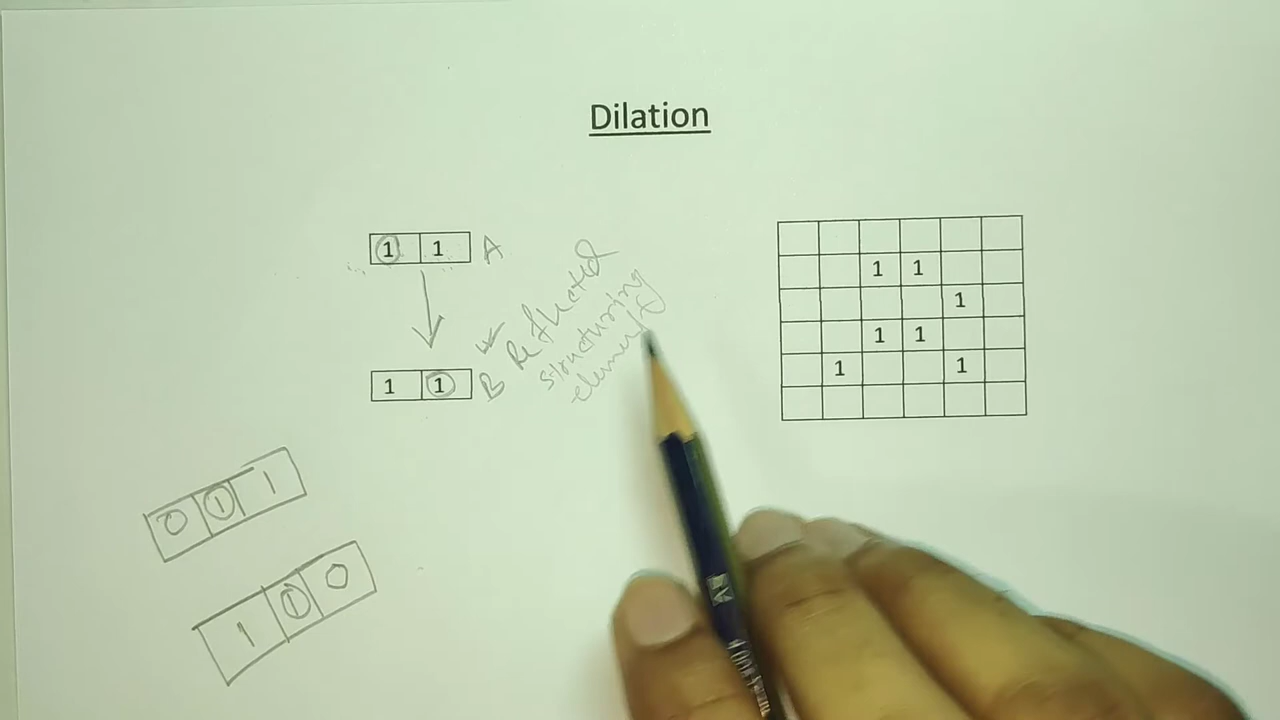 Dilation
1 1 A
1 1 B
Reflected
structuring
element
0 1 1
1 1 0
1 1
1
1 1
1 1